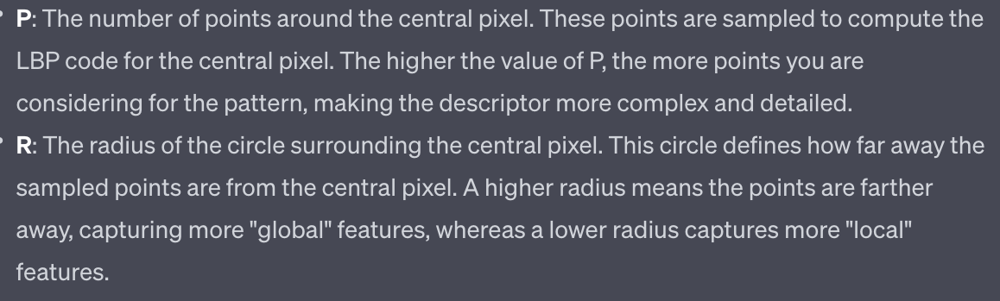 • P: The number of points around the central pixel. These points are sampled to compute the
LBP code for the central pixel. The higher the value of P, the more points you are
considering for the pattern, making the descriptor more complex and detailed.
• R: The radius of the circle surrounding the central pixel. This circle defines how far away the
sampled points are from the central pixel. A higher radius means the points are farther
away, capturing more "global" features, whereas a lower radius captures more "local"
features.